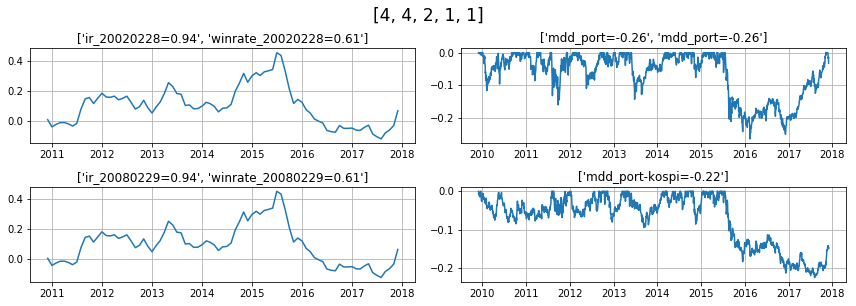 [4, 4, 2, 1, 1]
['ir_20020228=0.94', 'winrate_20020228=0.61']
0.4
0.2
0.0
2011 2012 2013 2014 2015 2016 2017 2018
['mdd_port=-0.26', 'mdd_port=-0.26']
0.0
−0.1
−0.2
2010 2011 2012 2013 2014 2015 2016 2017 2018
['ir_20080229=0.94', 'winrate_20080229=0.61']
0.4
0.2
0.0
2011 2012 2013 2014 2015 2016 2017 2018
['mdd_port-kospi=-0.22']
0.0
−0.1
−0.2
2010 2011 2012 2013 2014 2015 2016 2017 2018